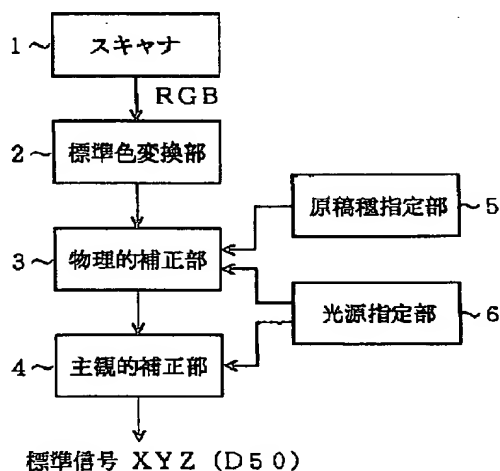 1 スキャナ
RGB
2 標準色変換部
原稿種指定部 5
3 物理的補正部
光源指定部 6
4 主観的補正部
標準信号 XYZ (D50)